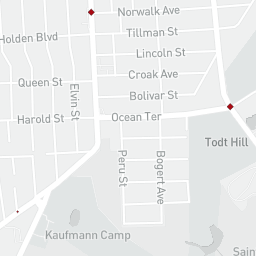 Norwalk Ave
Holden Blvd
Tillman St
Lincoln St
Croak Ave
Queen St
Elvin St
Bolivar St
Harold St
Ocean Ter
Todt Hill
Peru St
Bogert Ave
Kaufmann Camp
Sain